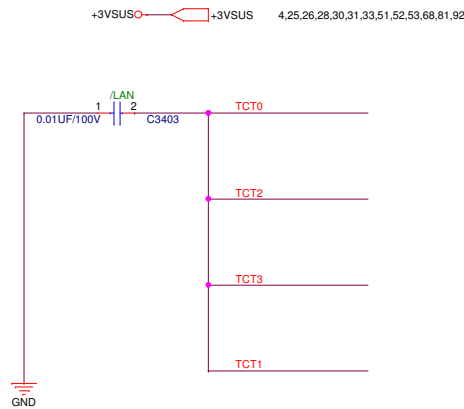 +3VSUS +3VSUS 4,25,26,28,30,31,33,51,52,53,68,81,92
/LAN
1 2 TCT0
0.01UF/100V C3403
TCT2
TCT3
TCT1
GND